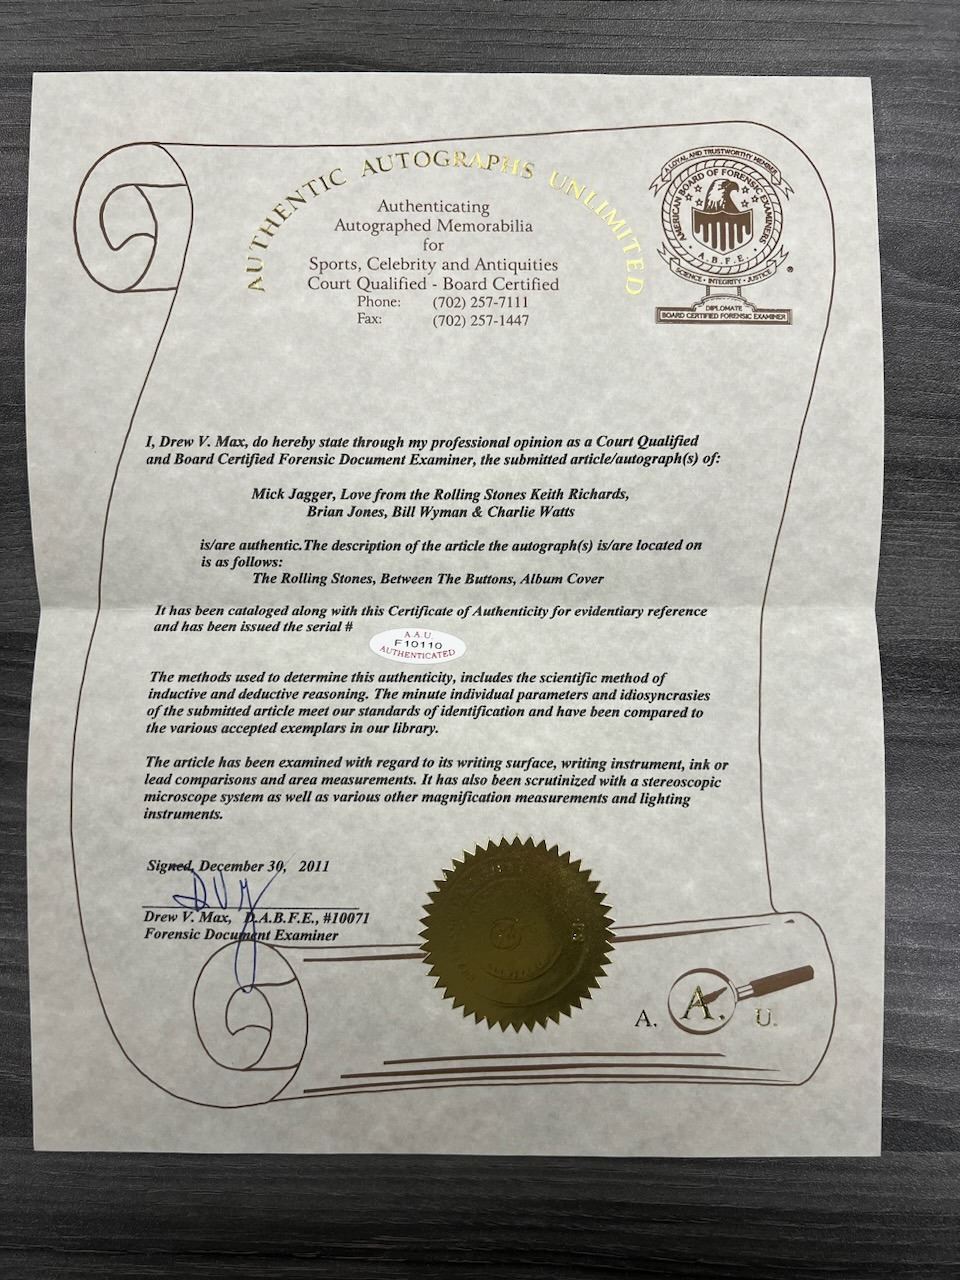 AUTHENTIC AUTOGRAPHS UNLIMITED
Authenticating
Autographed Memorabilia
for
Sports, Celebrity and Antiquities
Court Qualified - Board Certified
Phone: (702) 257-7111
Fax: (702) 257-1447
A LOYAL AND TRUSTWORTHY MEMBER
AMERICAN BOARD OF FORENSIC EXAMINERS
A.B.F.E.
SCIENCE • INTEGRITY • JUSTICE
®
DIPLOMATE
BOARD CERTIFIED FORENSIC EXAMINER
I, Drew V. Max, do hereby state through my professional opinion as a Court Qualified
and Board Certified Forensic Document Examiner, the submitted article/autograph(s) of:
Mick Jagger, Love from the Rolling Stones Keith Richards,
Brian Jones, Bill Wyman & Charlie Watts
is/are authentic.The description of the article the autograph(s) is/are located on
is as follows:
The Rolling Stones, Between The Buttons, Album Cover
It has been cataloged along with this Certificate of Authenticity for evidentiary reference
and has been issued the serial #
A.A.U.
F10110
AUTHENTICATED
The methods used to determine this authenticity, includes the scientific method of
inductive and deductive reasoning. The minute individual parameters and idiosyncrasies
of the submitted article meet our standards of identification and have been compared to
the various accepted exemplars in our library.
The article has been examined with regard to its writing surface, writing instrument, ink or
lead comparisons and area measurements. It has also been scrutinized with a stereoscopic
microscope system as well as various other magnification measurements and lighting
instruments.
Signed, December 30, 2011
Drew V. Max, D.A.B.F.E., #10071
Forensic Document Examiner
A. A. U.